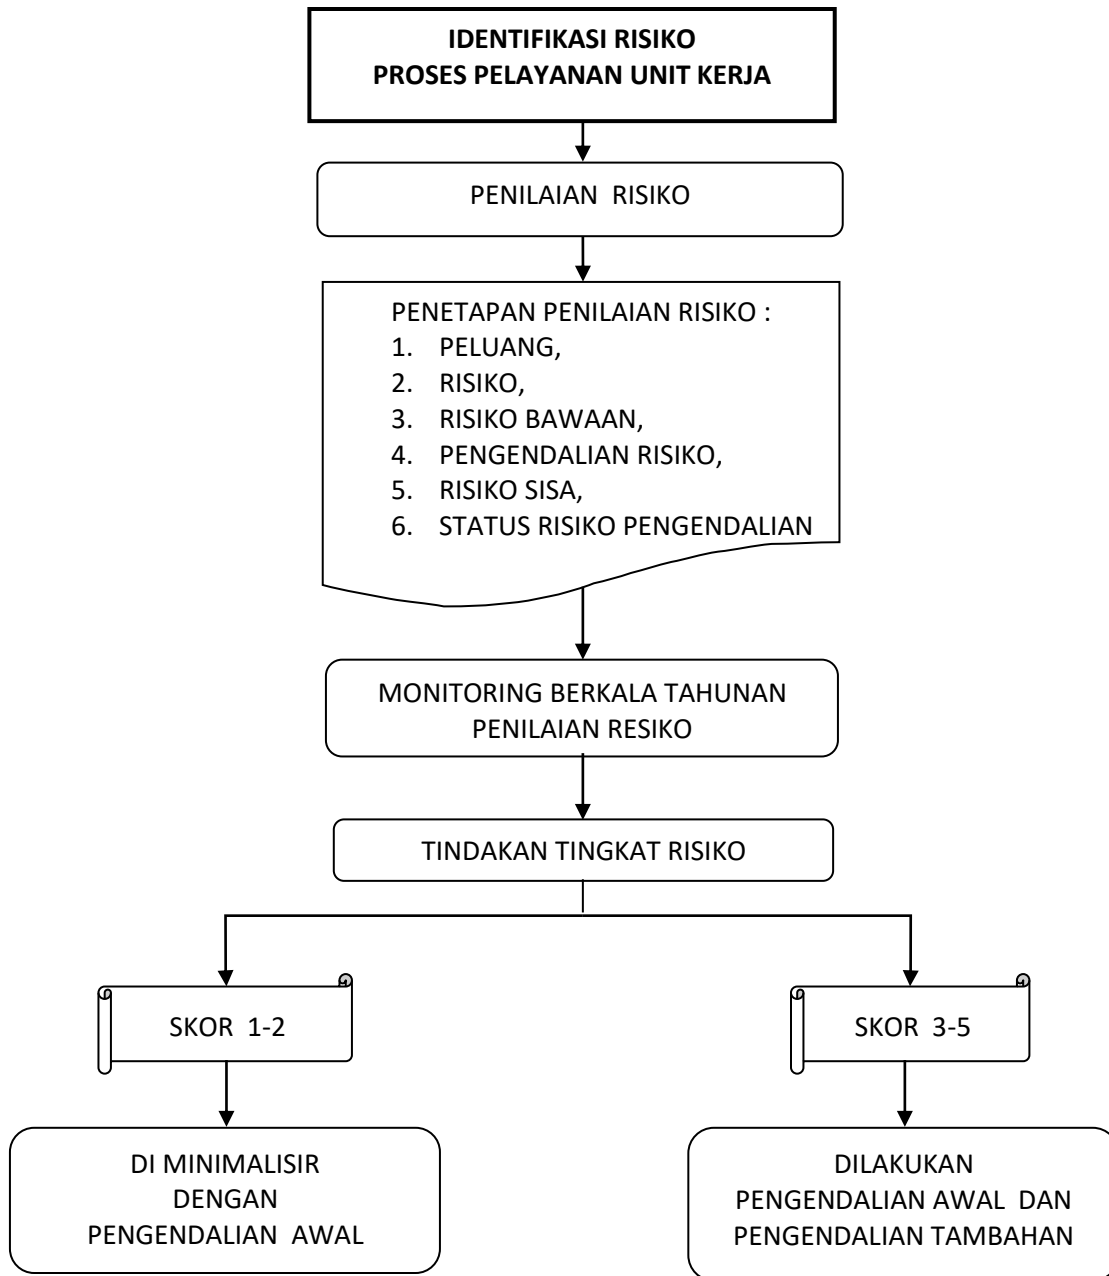 IDENTIFIKASI RISIKO
PROSES PELAYANAN UNIT KERJA
PENILAIAN RISIKO
PENETAPAN PENILAIAN RISIKO :
1. PELUANG,
2. RISIKO,
3. RISIKO BAWAAN,
4. PENGENDALIAN RISIKO,
5. RISIKO SISA,
6. STATUS RISIKO PENGENDALIAN
MONITORING BERKALA TAHUNAN
PENILAIAN RESIKO
TINDAKAN TINGKAT RISIKO
SKOR 1-2
SKOR 3-5
DI MINIMALISIR
DENGAN
PENGENDALIAN AWAL
DILAKUKAN
PENGENDALIAN AWAL DAN
PENGENDALIAN TAMBAHAN